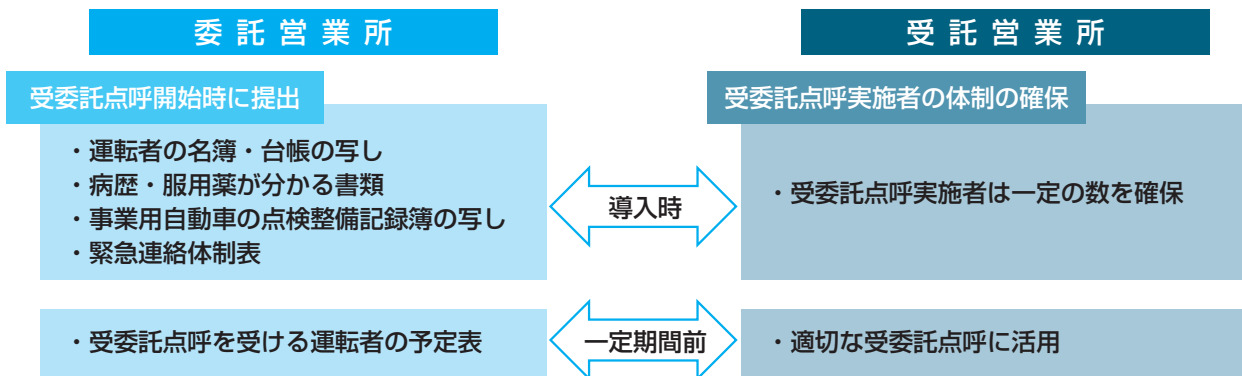 委託営業所
受託営業所
受委託点呼開始時に提出
受委託点呼実施者の体制の確保
・運転者の名簿・台帳の写し
・病歴・服用薬が分かる書類
・事業用自動車の点検整備記録簿の写し
・緊急連絡体制表
導入時
・受委託点呼実施者は一定の数を確保
・受委託点呼を受ける運転者の予定表
一定期間前
・適切な受委託点呼に活用